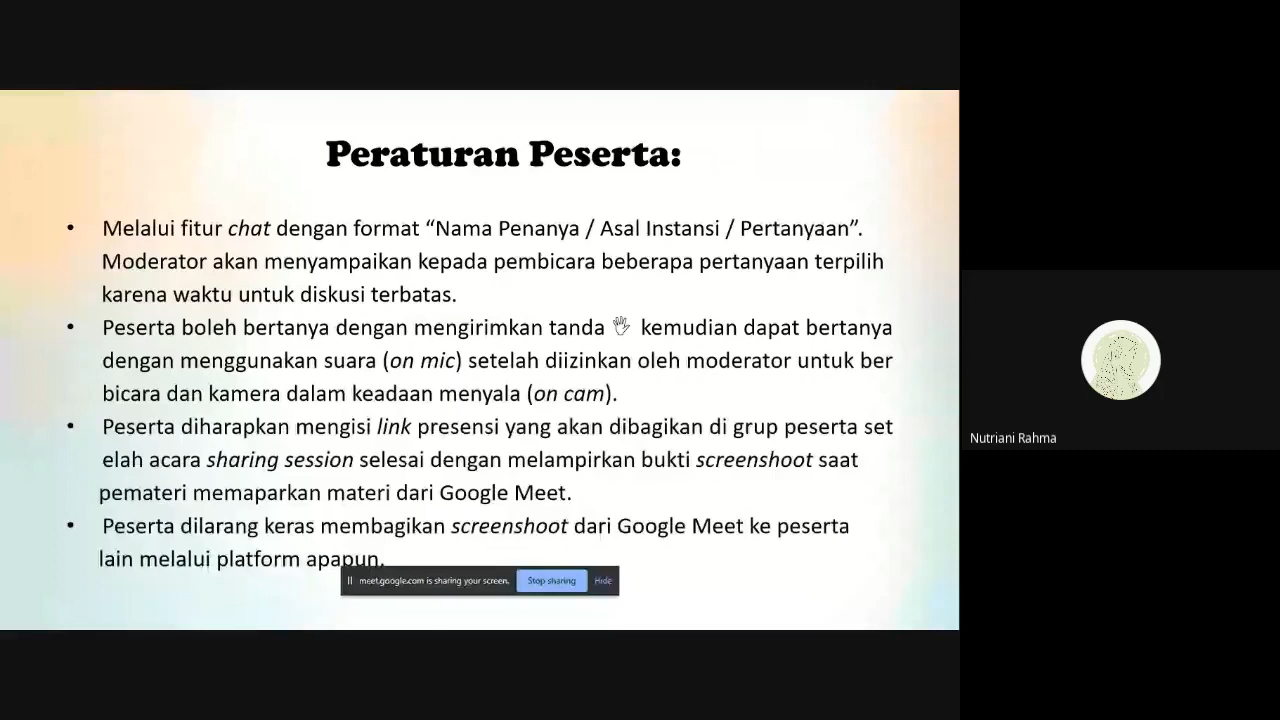 Peraturan Peserta:
• Melalui fitur chat dengan format “Nama Penanya / Asal Instansi / Pertanyaan”.
Moderator akan menyampaikan kepada pembicara beberapa pertanyaan terpilih
karena waktu untuk diskusi terbatas.
• Peserta boleh bertanya dengan mengirimkan tanda 🖐 kemudian dapat bertanya
dengan menggunakan suara (on mic) setelah diizinkan oleh moderator untuk ber
bicara dan kamera dalam keadaan menyala (on cam).
• Peserta diharapkan mengisi link presensi yang akan dibagikan di grup peserta set
elah acara sharing session selesai dengan melampirkan bukti screenshoot saat
pemateri memaparkan materi dari Google Meet.
• Peserta dilarang keras membagikan screenshoot dari Google Meet ke peserta
lain melalui platform apapun.
meet.google.com is sharing your screen. Stop sharing Hide
Nutriani Rahma